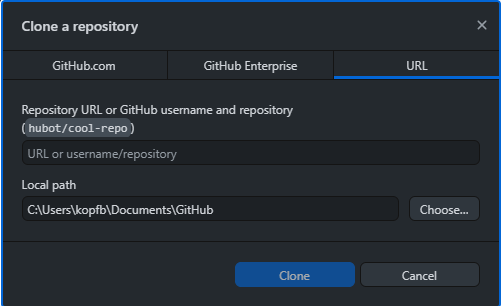 Clone a repository
GitHub.com
GitHub Enterprise
URL
Repository URL or GitHub username and repository
(hubot/cool-repo)
URL or username/repository
Local path
C:\Users\kopfb\Documents\GitHub
Choose...
Clone
Cancel